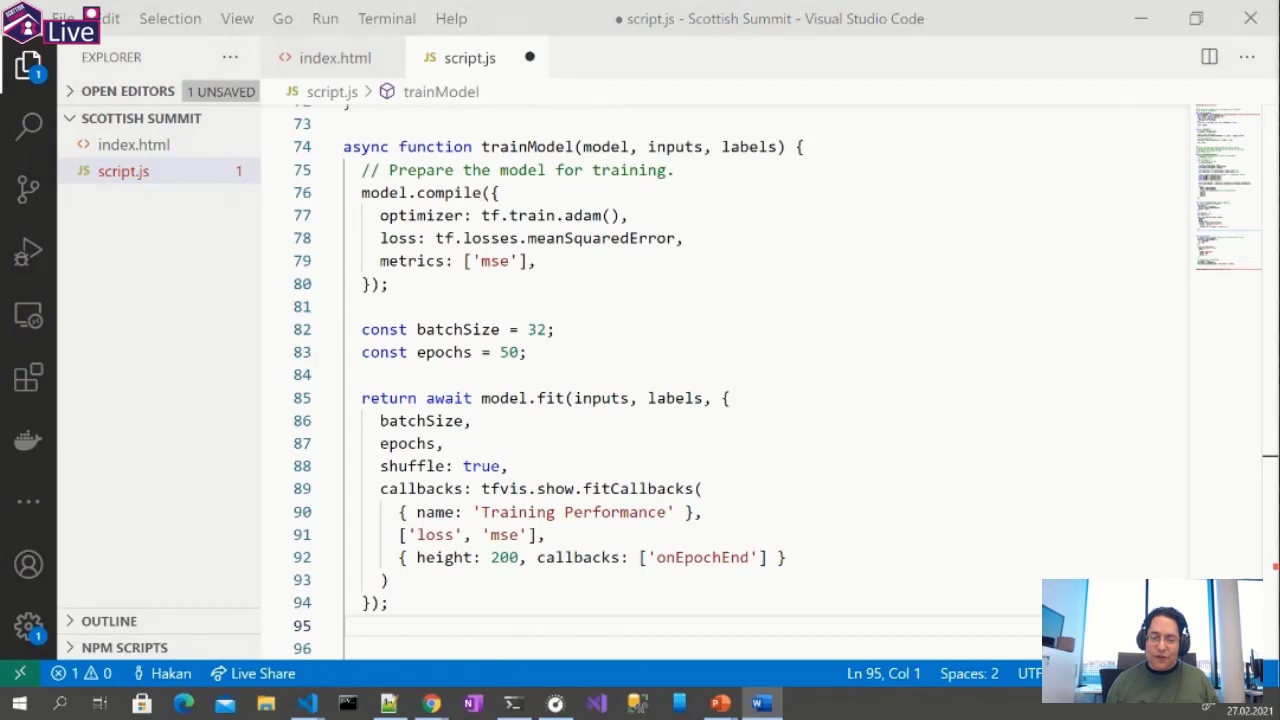 File Edit Selection View Go Run Terminal Help
● script.js - Scottish Summit - Visual Studio Code
Live
EXPLORER
index.html
JS script.js
OPEN EDITORS 1 UNSAVED
JS script.js > trainModel
SCOTTISH SUMMIT
index.html
JS script.js 1
1
73
74 async function trainModel(model, inputs, labels) {
75 // Prepare the model for training.
76 model.compile({
77 optimizer: tf.train.adam(),
78 loss: tf.losses.meanSquaredError,
79 metrics: ['mse'],
80 });
81
82 const batchSize = 32;
83 const epochs = 50;
84
85 return await model.fit(inputs, labels, {
86 batchSize,
87 epochs,
88 shuffle: true,
89 callbacks: tfvis.show.fitCallbacks(
90 { name: 'Training Performance' },
91 ['loss', 'mse'],
92 { height: 200, callbacks: ['onEpochEnd'] }
93 )
94 });
95
96
OUTLINE
NPM SCRIPTS
1
1 0 Hakan Live Share
Ln 95, Col 1 Spaces: 2 UTF
27.02.2021